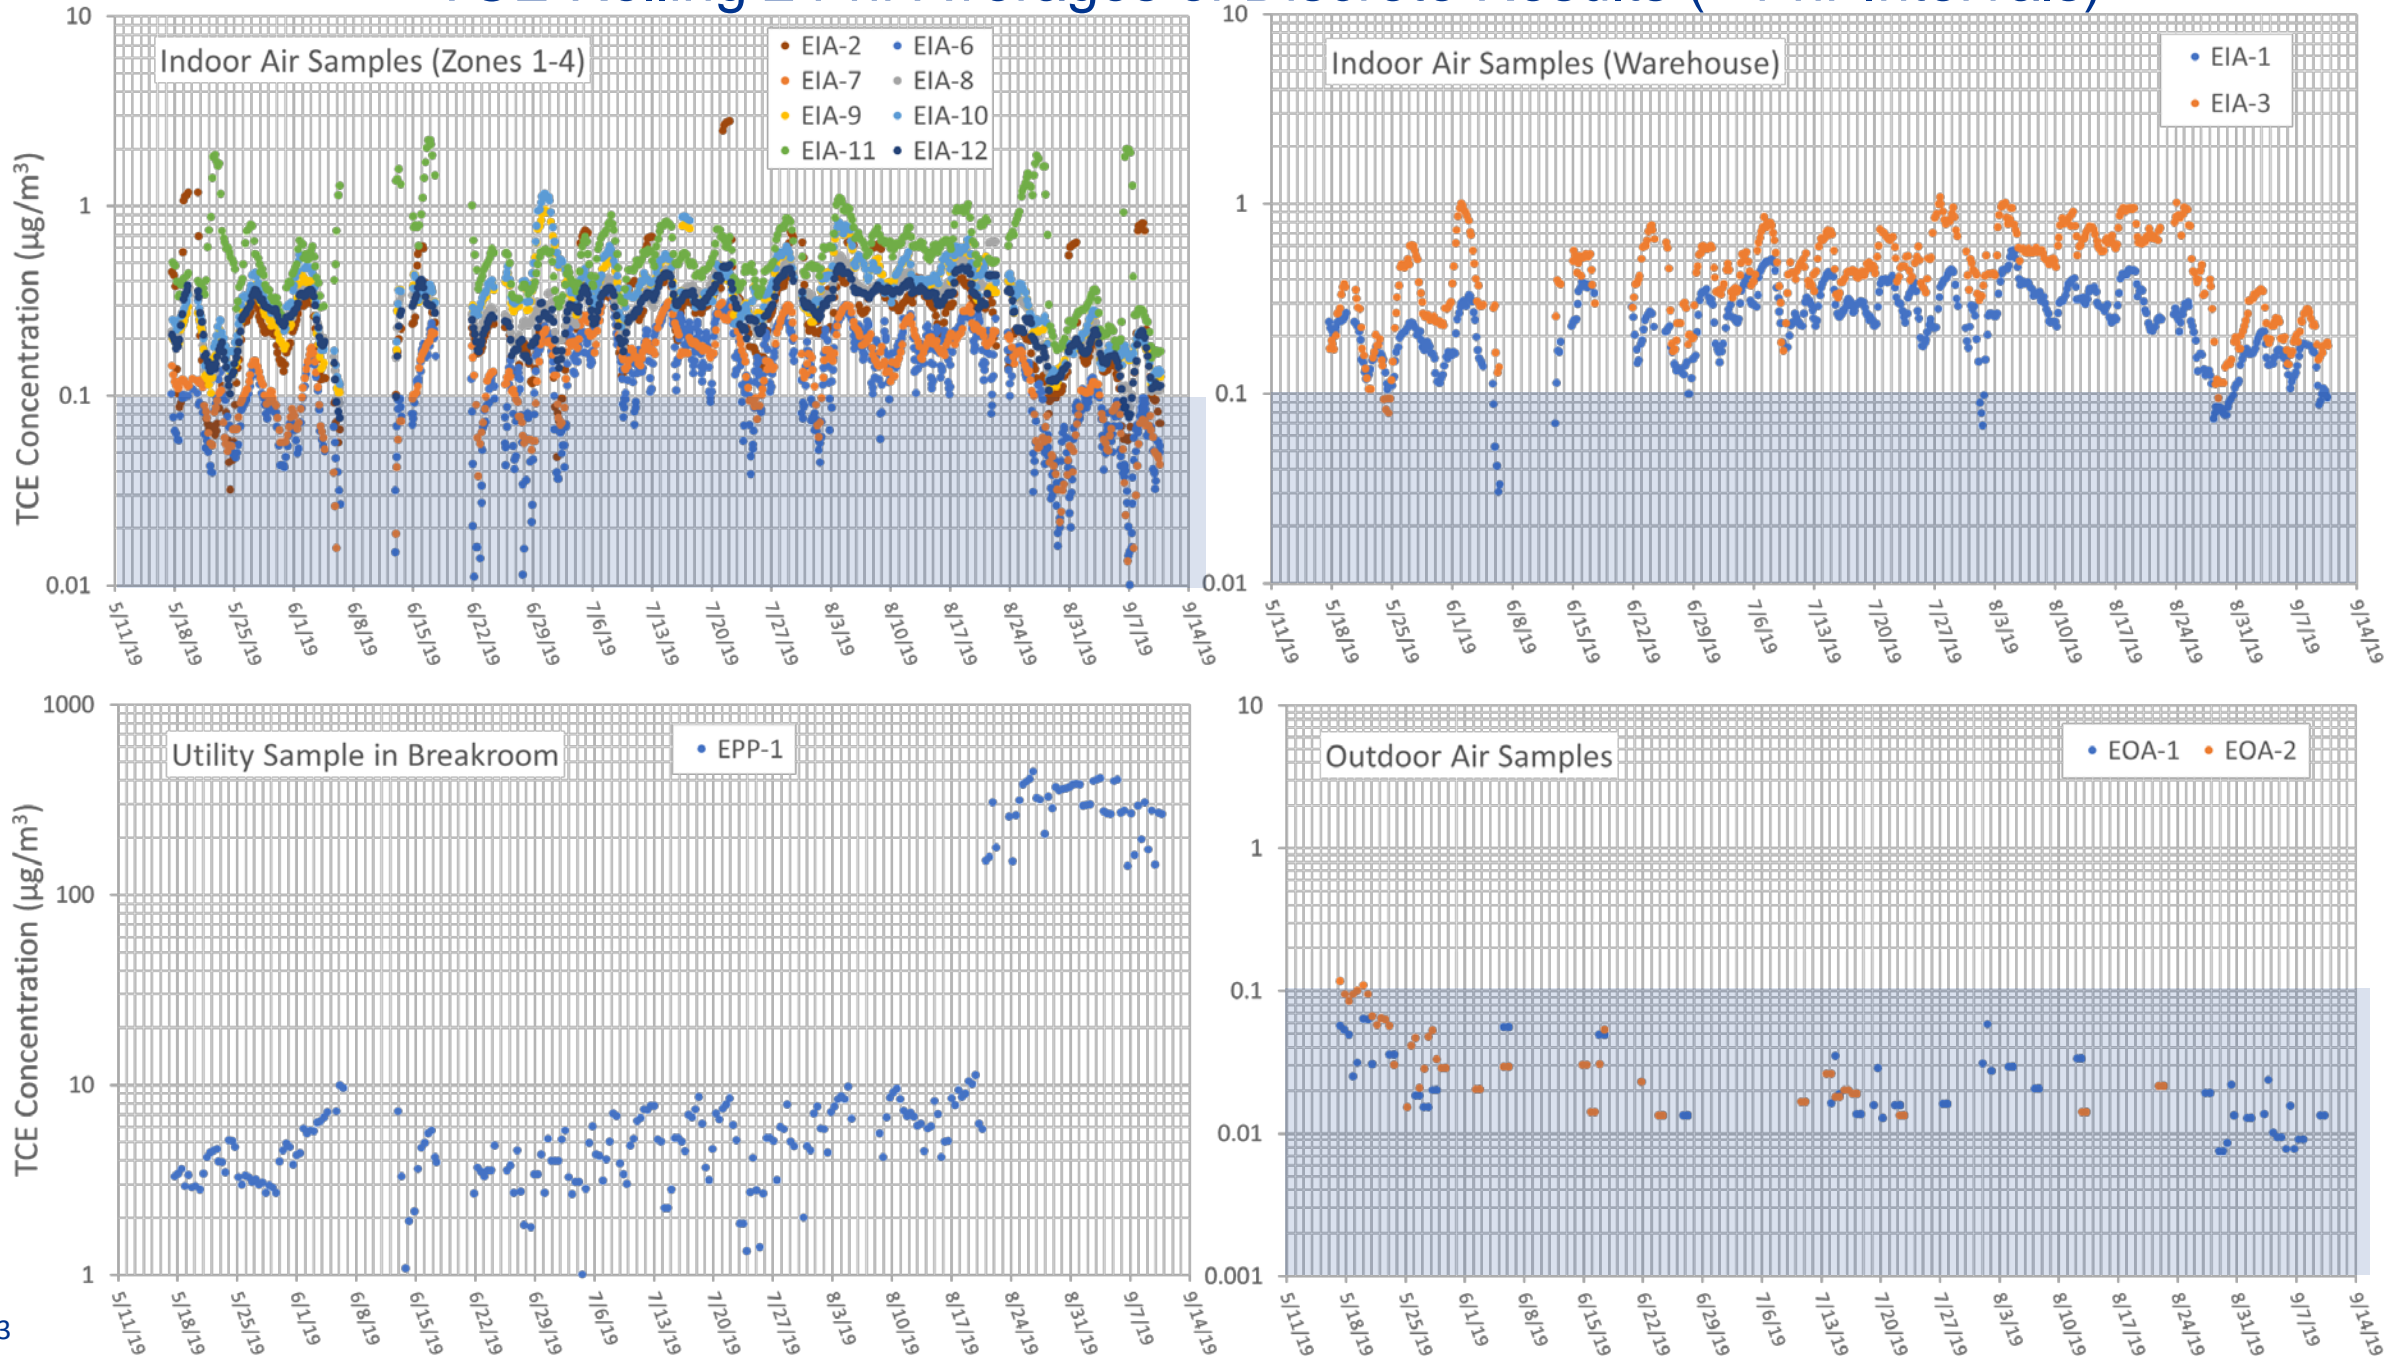 TCE Rolling 24 hr. Averages of Discrete Results (
Indoor Air Samples (Zones 1-4)
EIA-2 EIA-6
EIA-7 EIA-8
EIA-9 EIA-10
EIA-11 EIA-12
TCE Concentration (µg/m³)
10
1
0.1
0.01
5/11/19 5/18/19 5/25/19 6/1/19 6/8/19 6/15/19 6/22/19 6/29/19 7/6/19 7/13/19 7/20/19 7/27/19 8/3/19 8/10/19 8/17/19 8/24/19 8/31/19 9/7/19 9/14/19
Indoor Air Samples (Warehouse)
EIA-1
EIA-3
10
1
0.1
0.01
5/11/19 5/18/19 5/25/19 6/1/19 6/8/19 6/15/19 6/22/19 6/29/19 7/6/19 7/13/19 7/20/19 7/27/19 8/3/19 8/10/19 8/17/19 8/24/19 8/31/19 9/7/19 9/14/19
Utility Sample in Breakroom
EPP-1
TCE Concentration (µg/m³)
1000
100
10
1
5/11/19 5/18/19 5/25/19 6/1/19 6/8/19 6/15/19 6/22/19 6/29/19 7/6/19 7/13/19 7/20/19 7/27/19 8/3/19 8/10/19 8/17/19 8/24/19 8/31/19 9/7/19 9/14/19
Outdoor Air Samples
EOA-1 EOA-2
10
1
0.1
0.01
0.001
5/11/19 5/18/19 5/25/19 6/1/19 6/8/19 6/15/19 6/22/19 6/29/19 7/6/19 7/13/19 7/20/19 7/27/19 8/3/19 8/10/19 8/17/19 8/24/19 8/31/19 9/7/19 9/14/19
3